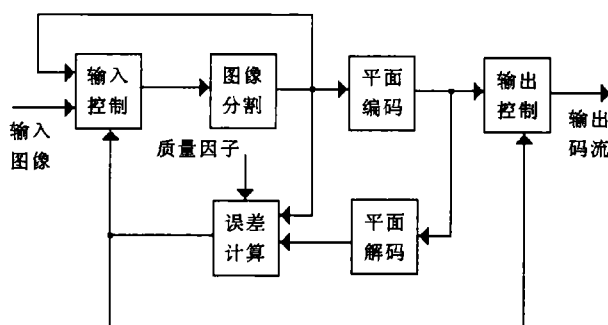 输入
控制
图像
分割
平面
编码
输出
控制
输入
图像
输出
码流
质量因子
误差
计算
平面
解码